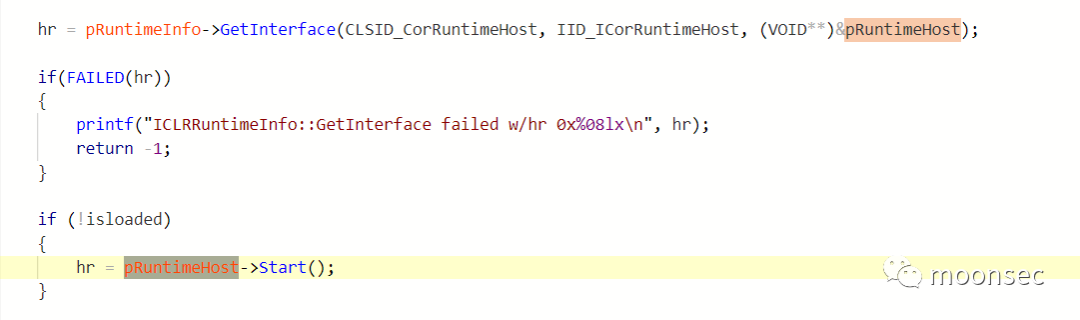 hr = pRuntimeInfo->GetInterface(CLSID_CorRuntimeHost, IID_ICorRuntimeHost, (VOID**)&pRuntimeHost);
if(FAILED(hr))
{
printf("ICLRRuntimeInfo::GetInterface failed w/hr 0x%08lx\n", hr);
return -1;
}
if (!isloaded)
{
hr = pRuntimeHost->Start();
}
moonsec